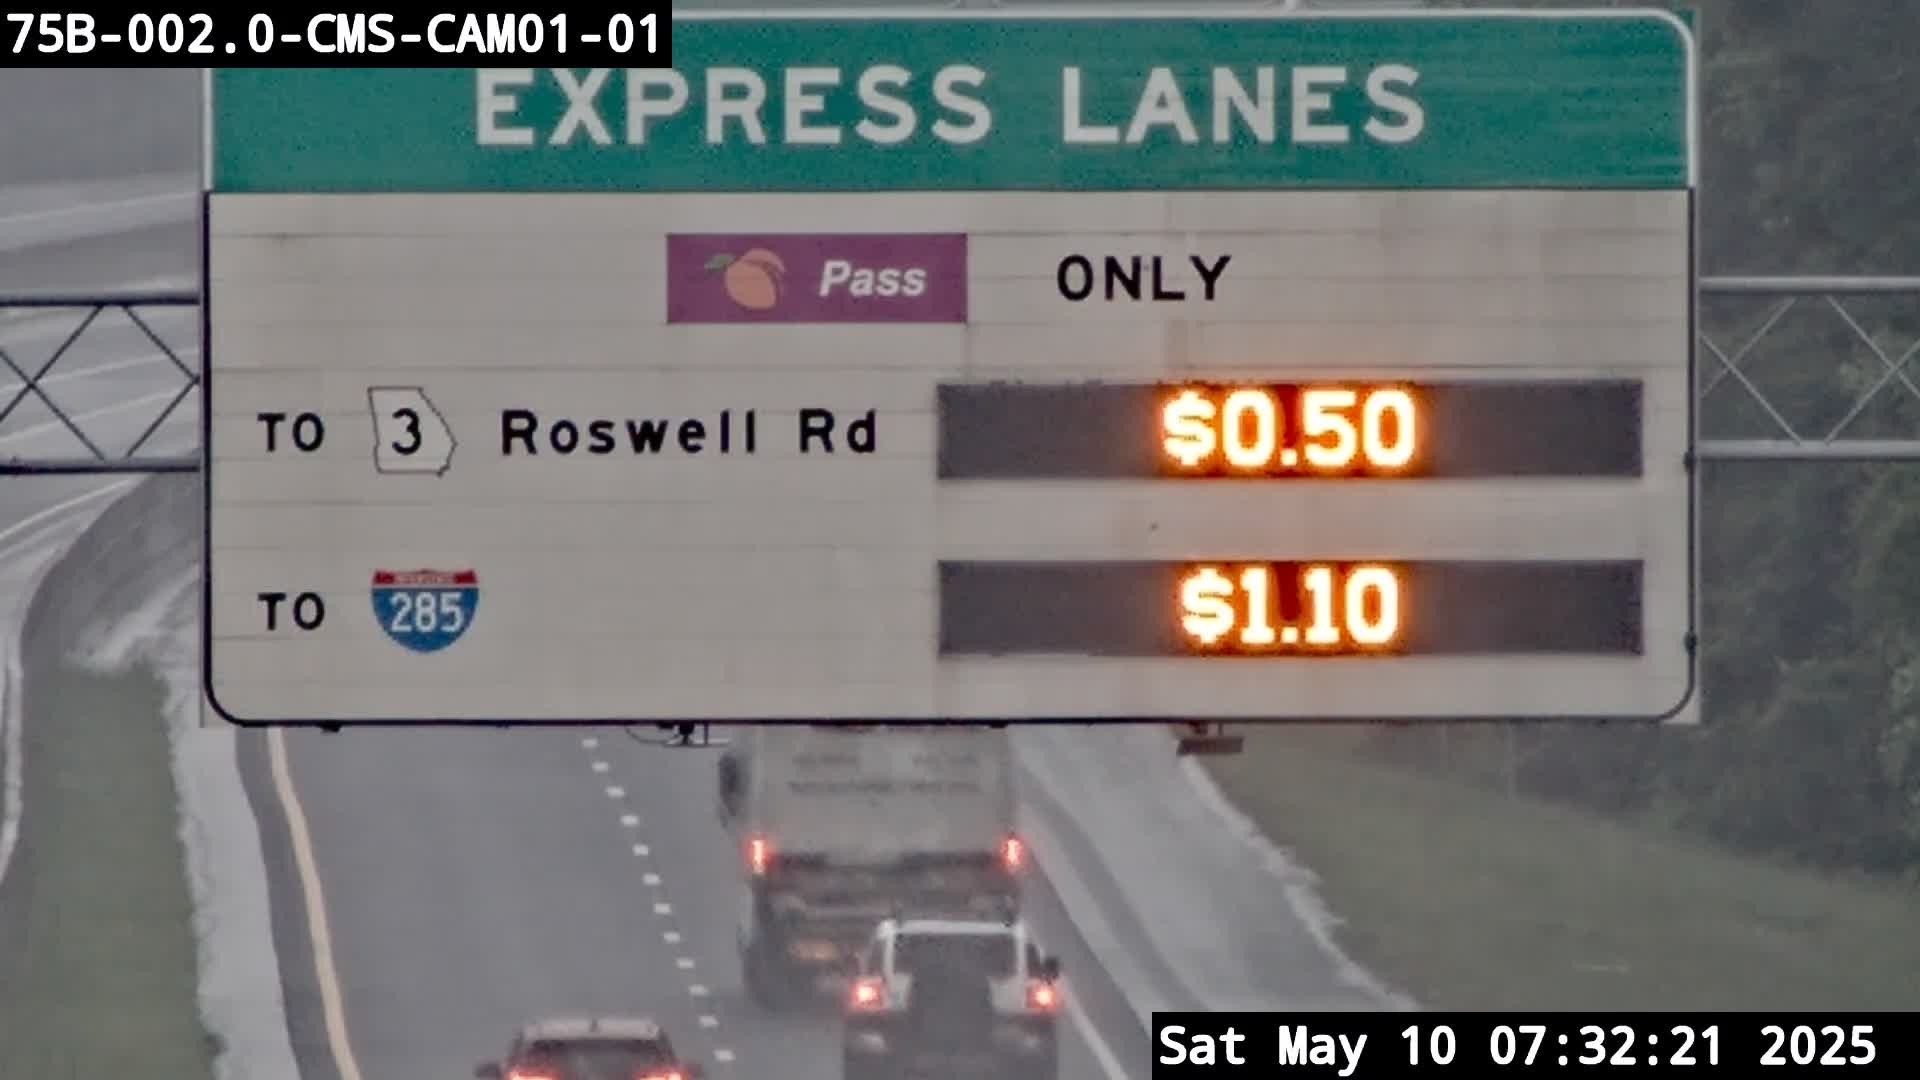 75B-002.0-CMS-CAM01-01
EXPRESS LANES
Pass ONLY
TO 3 Roswell Rd $0.50
TO 285 $1.10
Sat May 10 07:32:21 2025